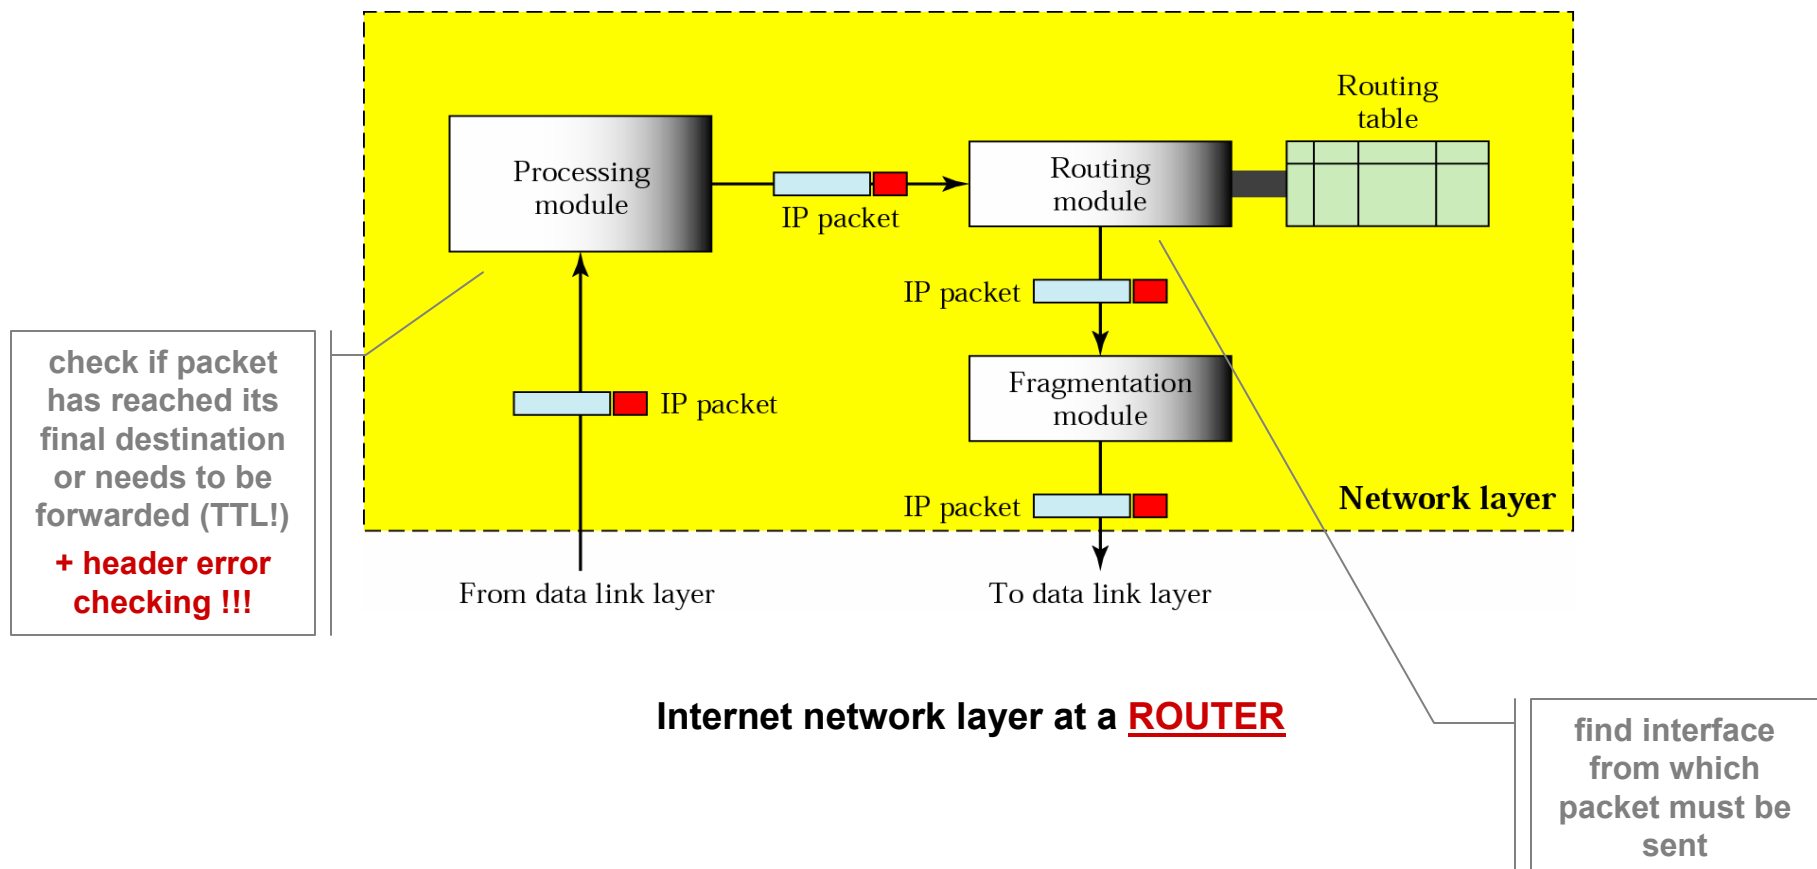 Routing
table
Processing
module
Routing
module
IP packet
IP packet
check if packet
has reached its
final destination
or needs to be
forwarded (TTL!)
+ header error
checking !!!
IP packet
Fragmentation
module
IP packet
Network layer
From data link layer
To data link layer
Internet network layer at a ROUTER
find interface
from which
packet must be
sent